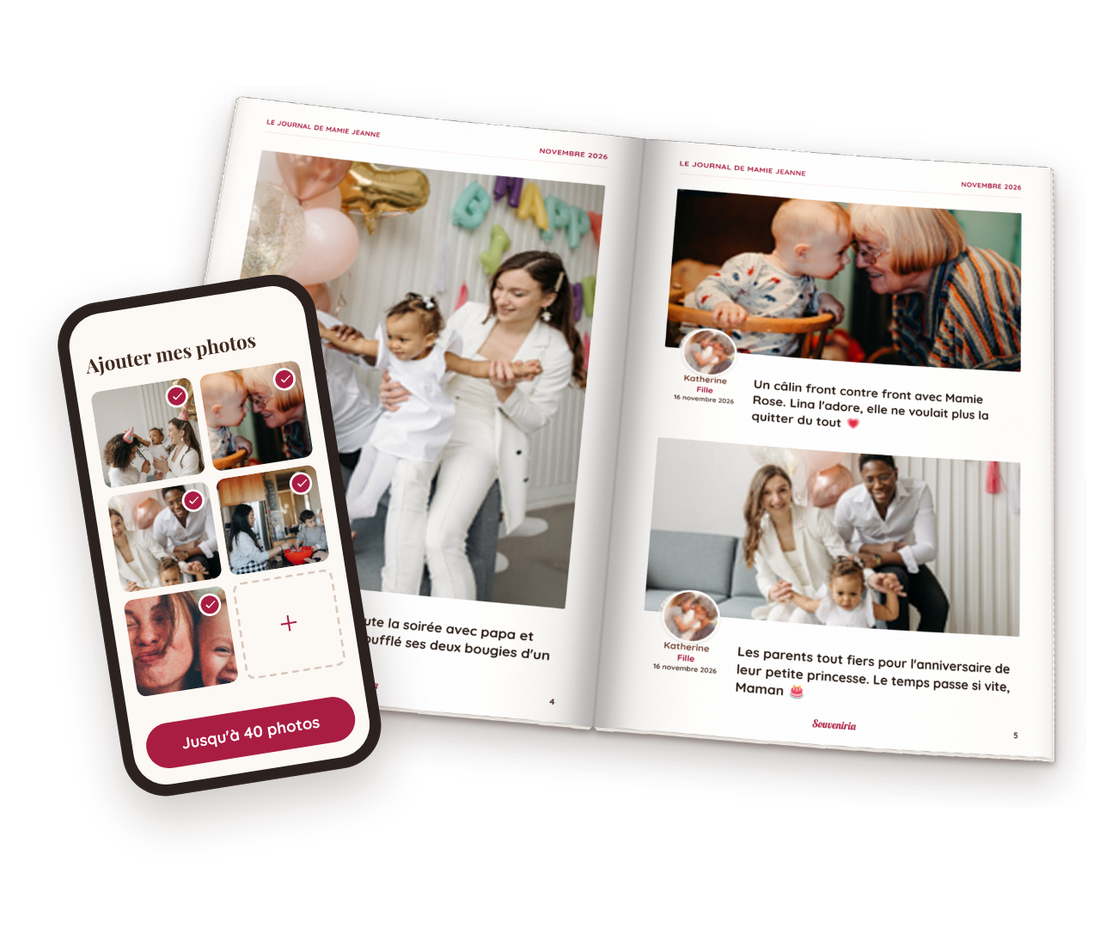 LE JOURNAL DE MAMIE JEANNE
NOVEMBRE 2026
soirée avec papa et
ses deux bougies d'un
4
LE JOURNAL DE MAMIE JEANNE
NOVEMBRE 2026
Katherine
Fille
16 novembre 2026
Un câlin front contre front avec Mamie
Rose. Lina l'adore, elle ne voulait plus la
quitter du tout 💗
Katherine
Fille
16 novembre 2026
Les parents tout fiers pour l'anniversaire de
leur petite princesse. Le temps passe si vite,
Maman 🎂
Souveniria
5
Ajouter mes photos
+
Jusqu'à 40 photos